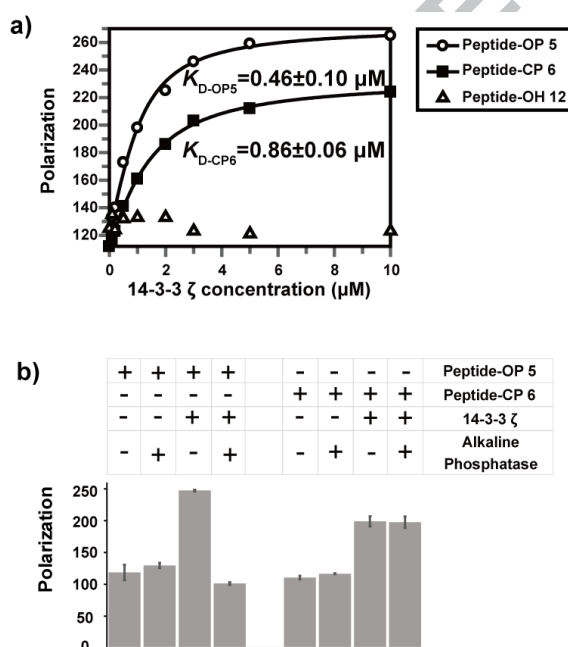 a)
260
240
220
200
180
160
140
120
Polarization
K D-OP5=0.46±0.10 µM
K D-CP6=0.86±0.06 µM
0 2 4 6 8 10
14-3-3 ζ concentration (µM)
Peptide-OP 5
Peptide-CP 6
Peptide-OH 12
b)
+ + + + - - - - Peptide-OP 5
- - - - + + + + Peptide-CP 6
- - + + - - + + 14-3-3 ζ
- + - + - + - + Alkaline
Phosphatase
250
200
150
100
50
0
Polarization